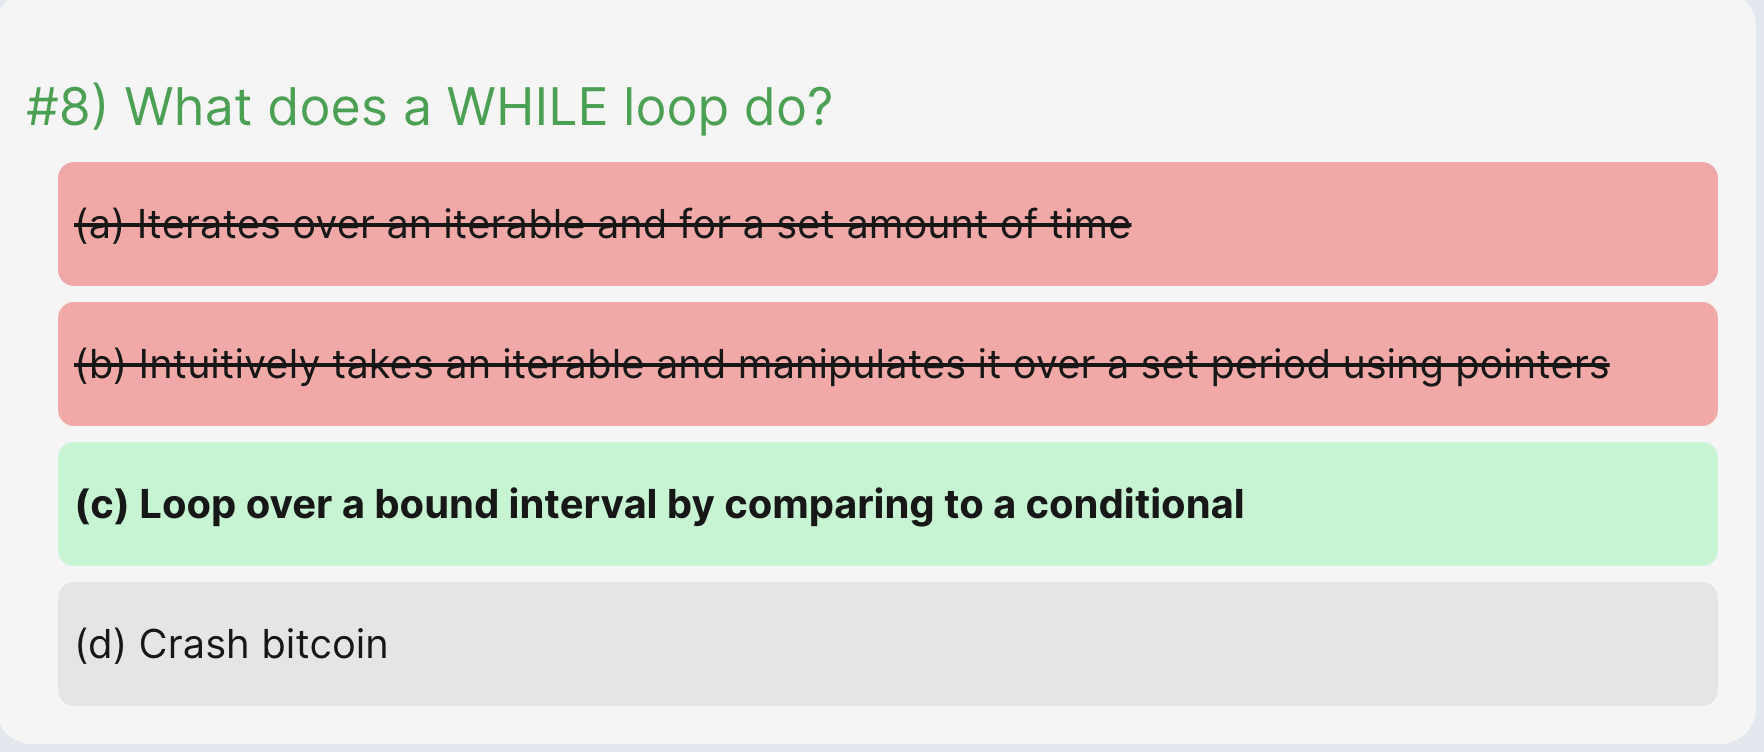 #8) What does a WHILE loop do?
(a) Iterates over an iterable and for a set amount of time
(b) Intuitively takes an iterable and manipulates it over a set period using pointers
(c) Loop over a bound interval by comparing to a conditional
(d) Crash bitcoin